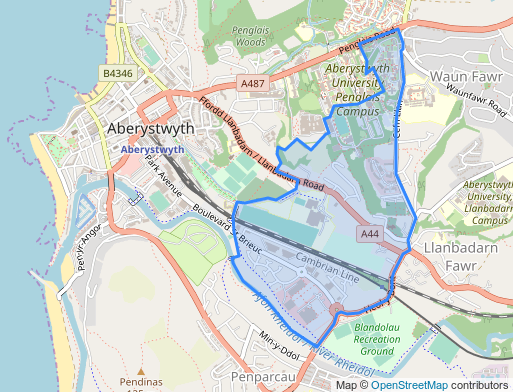 Penglais
Woods
Penglais Road
B4346
A487
Aberystwyth
University,
Penglais
Campus
Waun Fawr
Waunfawr Road
Cefn Llan
Aberystwyth
Aberystwyth
Ffordd Llanbadarn / Llanbadarn Road
Park Avenue
Boulevard St Brieuc
Pen-yr-Angor
Aberystwyth
University,
Llanbadarn
Campus
A44
Llanbadarn
Fawr
Cambrian Line
Heol y Bont
Afon Rheidol / River Rheidol
Min-y-Ddol
Blandolau
Recreation
Ground
Penparcau
Pendinas
Map © OpenStreetMap contributors